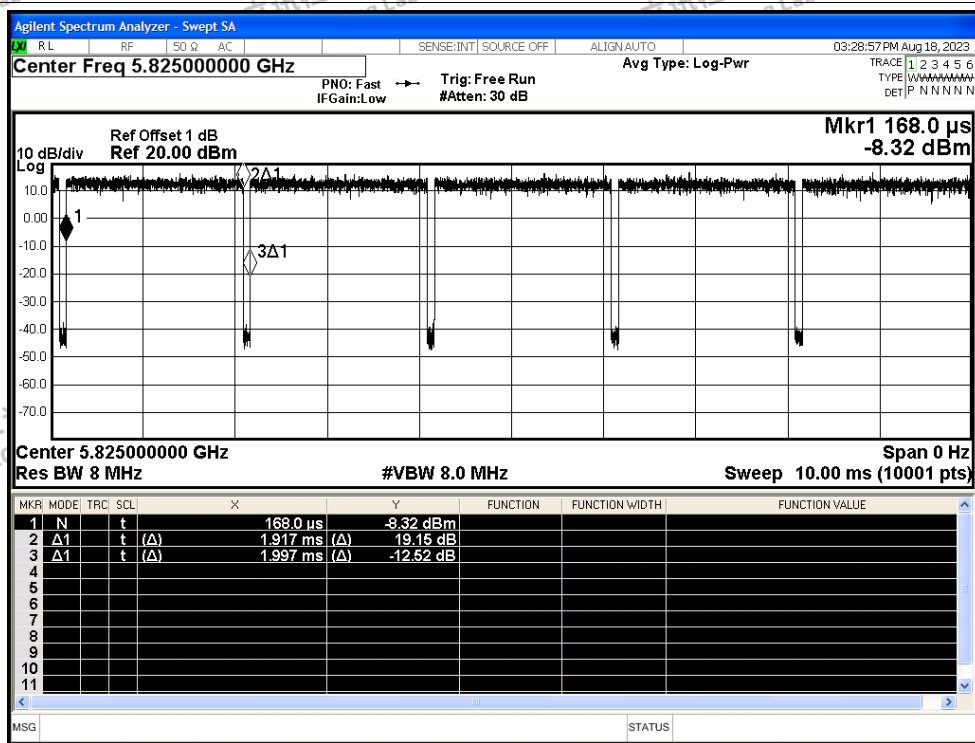 Agilent Spectrum Analyzer - Swept SA
LXI RL RF 50 Ω AC SENSE:INT SOURCE OFF ALIGN AUTO 03:28:57 PM Aug 18, 2023
Center Freq 5.825000000 GHz
PNO: Fast
IFGain:Low
Trig: Free Run
#Atten: 30 dB
Avg Type: Log-Pwr
TRACE 1 2 3 4 5 6
TYPE W
DET P N N N N N
Mkr1 168.0 µs
-8.32 dBm
Ref Offset 1 dB
10 dB/div Ref 20.00 dBm
Log
2Δ1
10.0
0.00
1
-10.0
3Δ1
-20.0
-30.0
-40.0
-50.0
-60.0
-70.0
Center 5.825000000 GHz Span 0 Hz
Res BW 8 MHz #VBW 8.0 MHz Sweep 10.00 ms (10001 pts)
MKR MODE TRC SCL X Y FUNCTION FUNCTION WIDTH FUNCTION VALUE
1 N t 168.0 µs -8.32 dBm
2 Δ1 t (Δ) 1.917 ms (Δ) 19.15 dB
3 Δ1 t (Δ) 1.997 ms (Δ) -12.52 dB
4
5
6
7
8
9
10
11
MSG STATUS